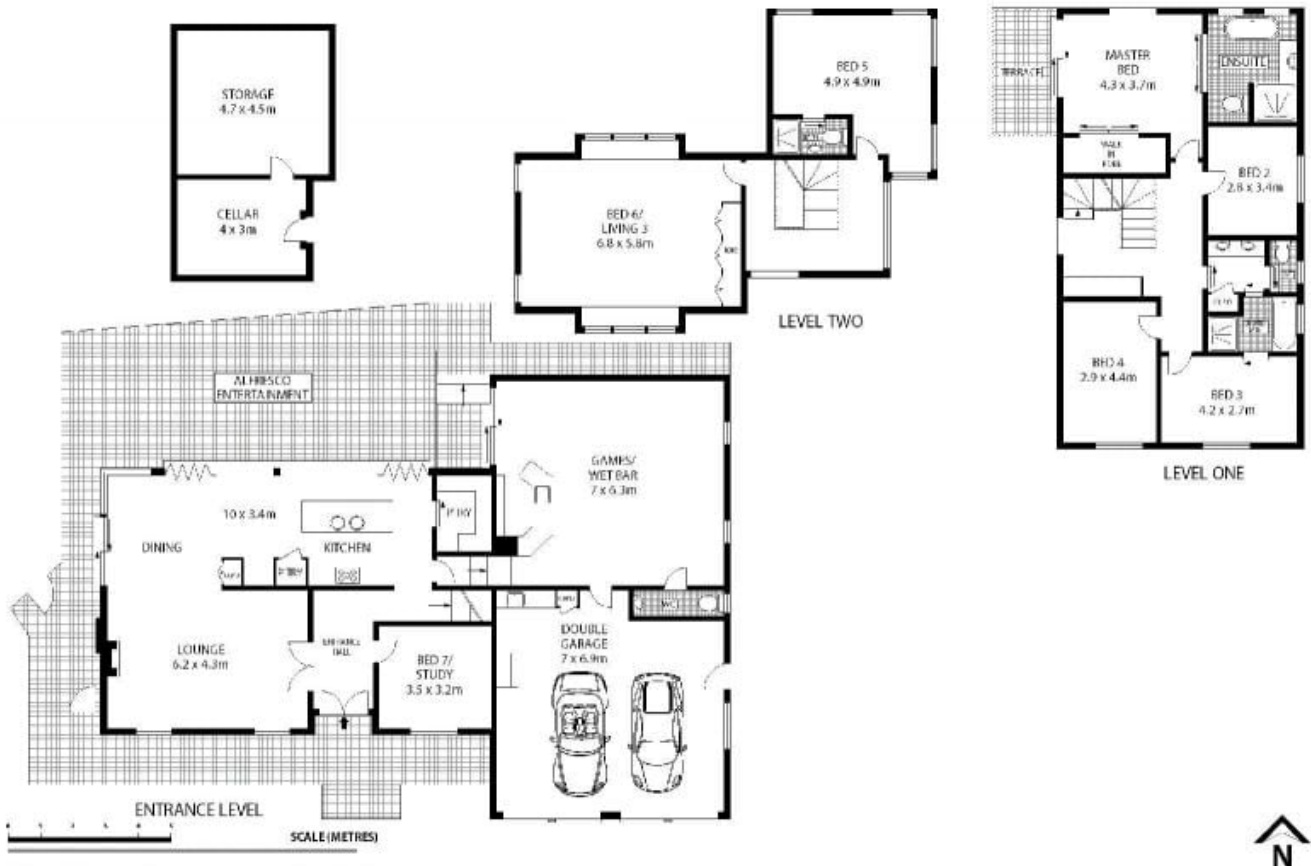 STORAGE
4.7 x 4.5m
CELLAR
4 x 3m
BED 5
4.9 x 4.9m
BED 6/
LIVING 3
6.8 x 5.8m
LEVEL TWO
TERRACE
MASTER
BED
4.3 x 3.7m
ENSUITE
WALK
IN
ROBE
BED 2
2.8 x 3.4m
BED 4
2.9 x 4.4m
BED 3
4.2 x 2.7m
LEVEL ONE
ALFRESCO
ENTERTAINMENT
GAMES/
WET BAR
7 x 6.3m
10 x 3.4m
DINING
KITCHEN
LOUNGE
6.2 x 4.3m
ENTRANCE
HALL
BED 7/
STUDY
3.5 x 3.2m
WC
DOUBLE
GARAGE
7 x 6.9m
ENTRANCE LEVEL
SCALE (METRES)
N